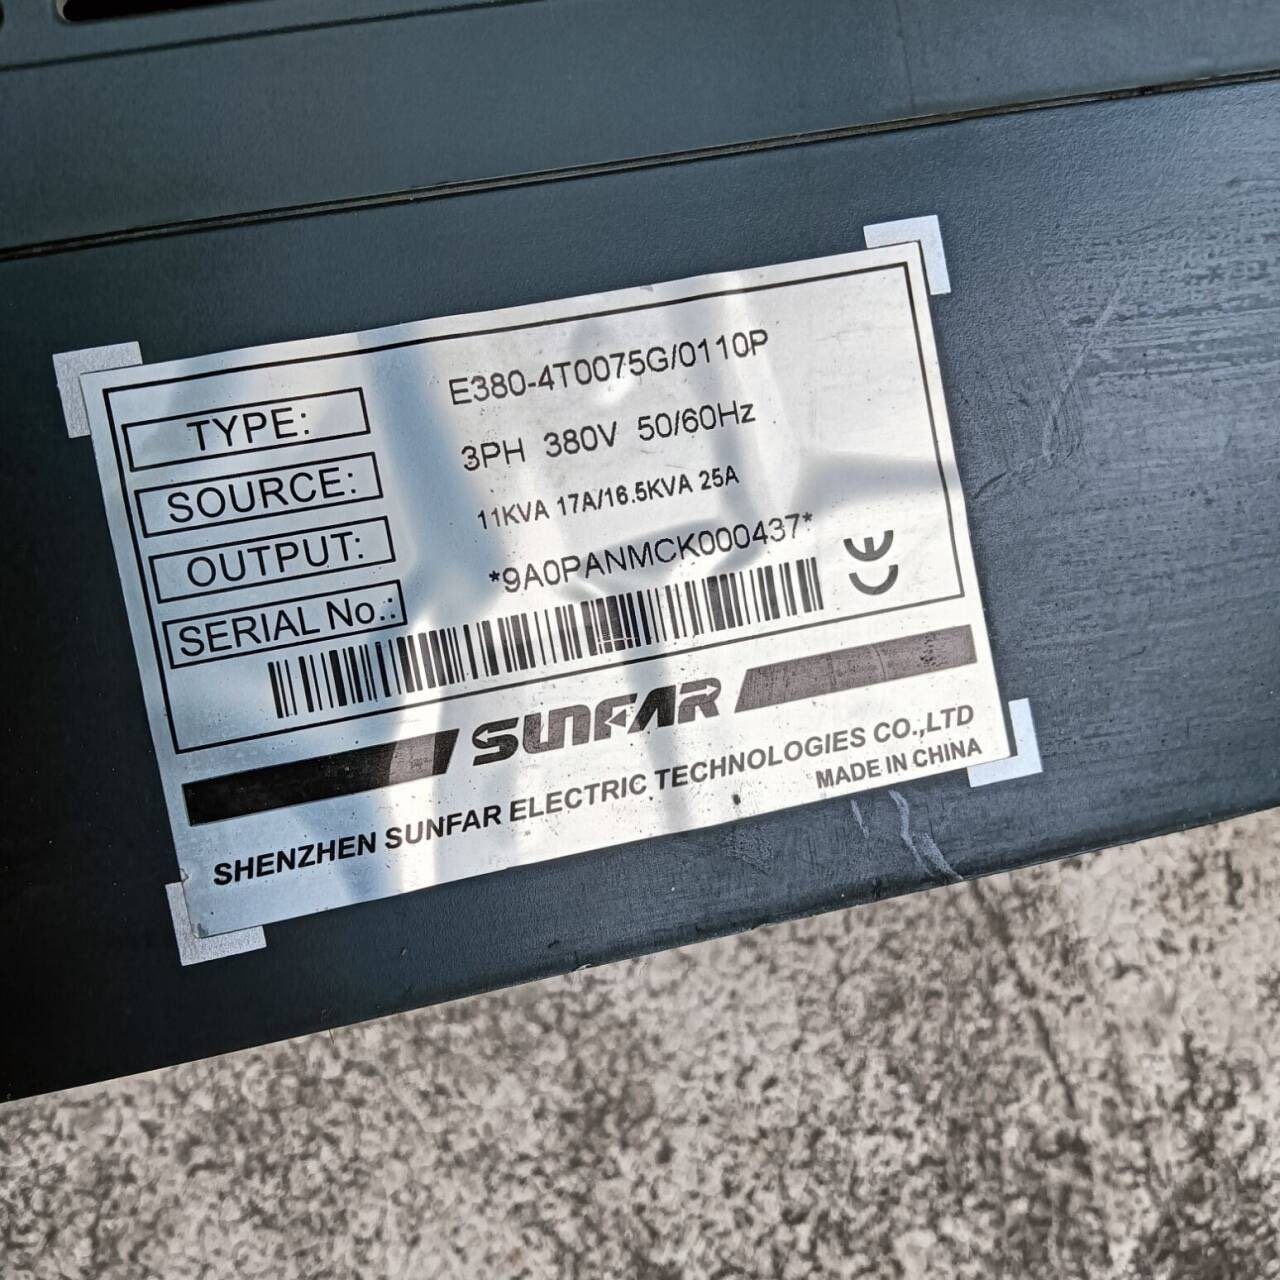 TYPE: E380-4T0075G/0110P
SOURCE: 3PH 380V 50/60Hz
OUTPUT: 11KVA 17A/16.5KVA 25A
SERIAL No.: *9A0PANMCK000437*
CE
SUNFAR
SHENZHEN SUNFAR ELECTRIC TECHNOLOGIES CO.,LTD
MADE IN CHINA